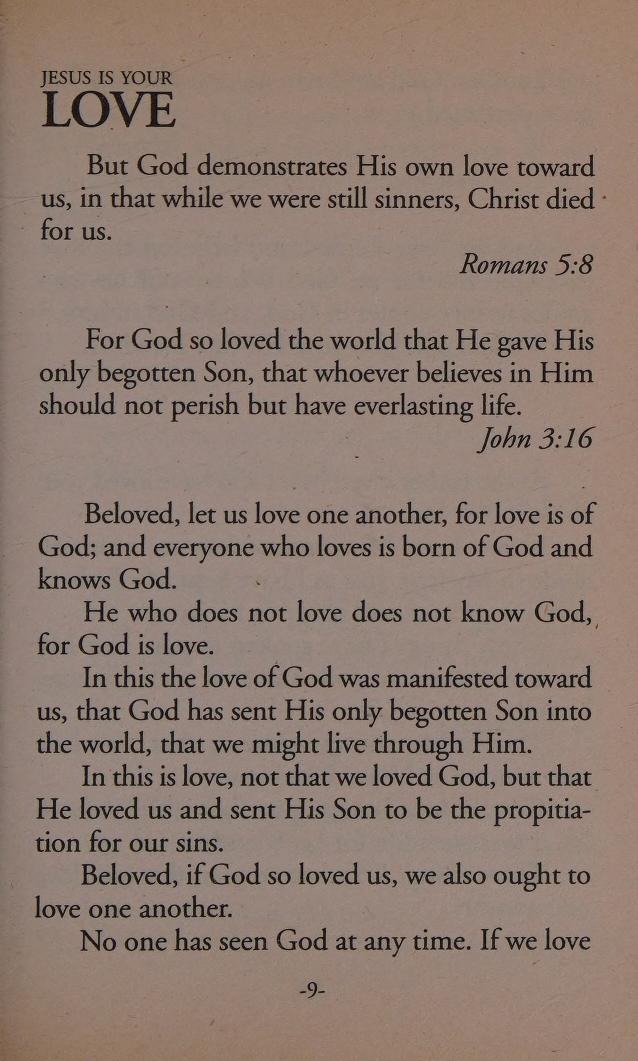 JESUS IS YOUR
LOVE
But God demonstrates His own love toward
us, in that while we were still sinners, Christ died
for us.
Romans 5:8
For God so loved the world that He gave His
only begotten Son, that whoever believes in Him
should not perish but have everlasting life.
John 3:16
Beloved, let us love one another, for love is of
God; and everyone who loves is born of God and
knows God.
He who does not love does not know God,
for God is love.
In this the love of God was manifested toward
us, that God has sent His only begotten Son into
the world, that we might live through Him.
In this is love, not that we loved God, but that
He loved us and sent His Son to be the propitia-
tion for our sins.
Beloved, if God so loved us, we also ought to
love one another.
No one has seen God at any time. If we love
-9-